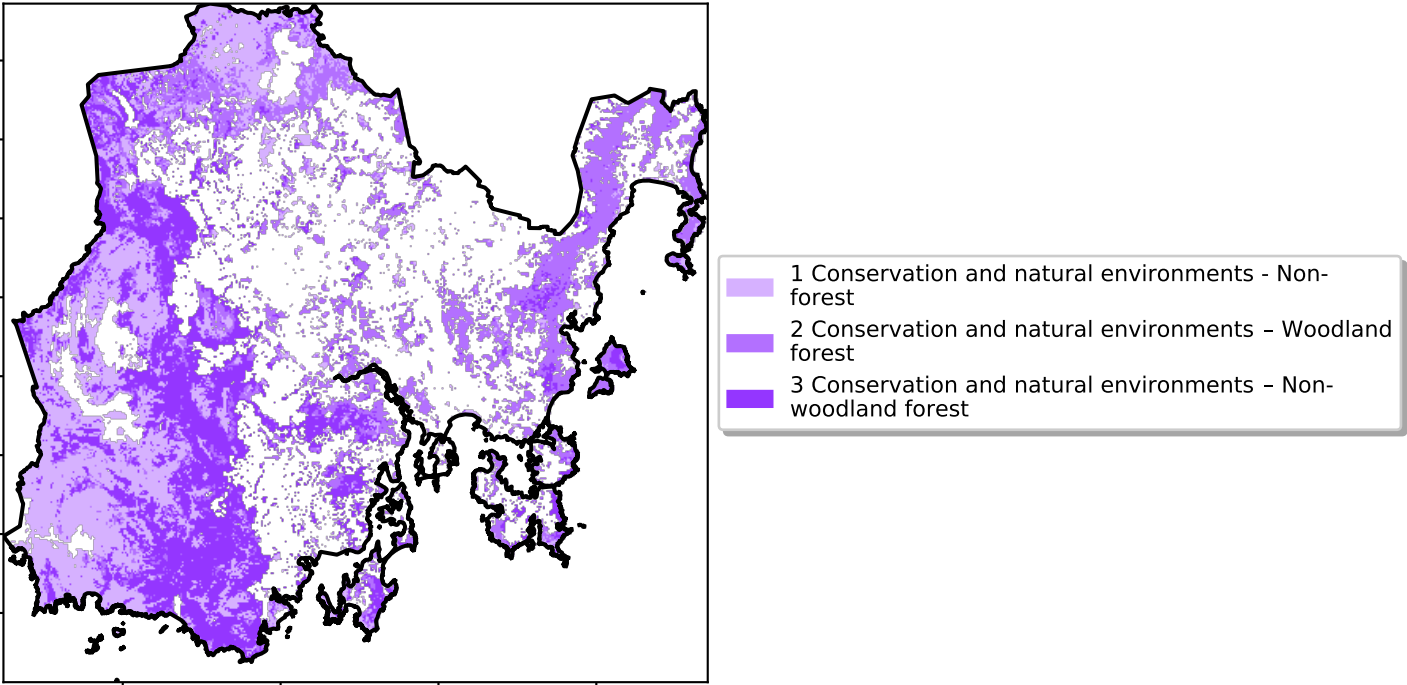 1 Conservation and natural environments - Non-
forest
2 Conservation and natural environments – Woodland
forest
3 Conservation and natural environments – Non-
woodland forest